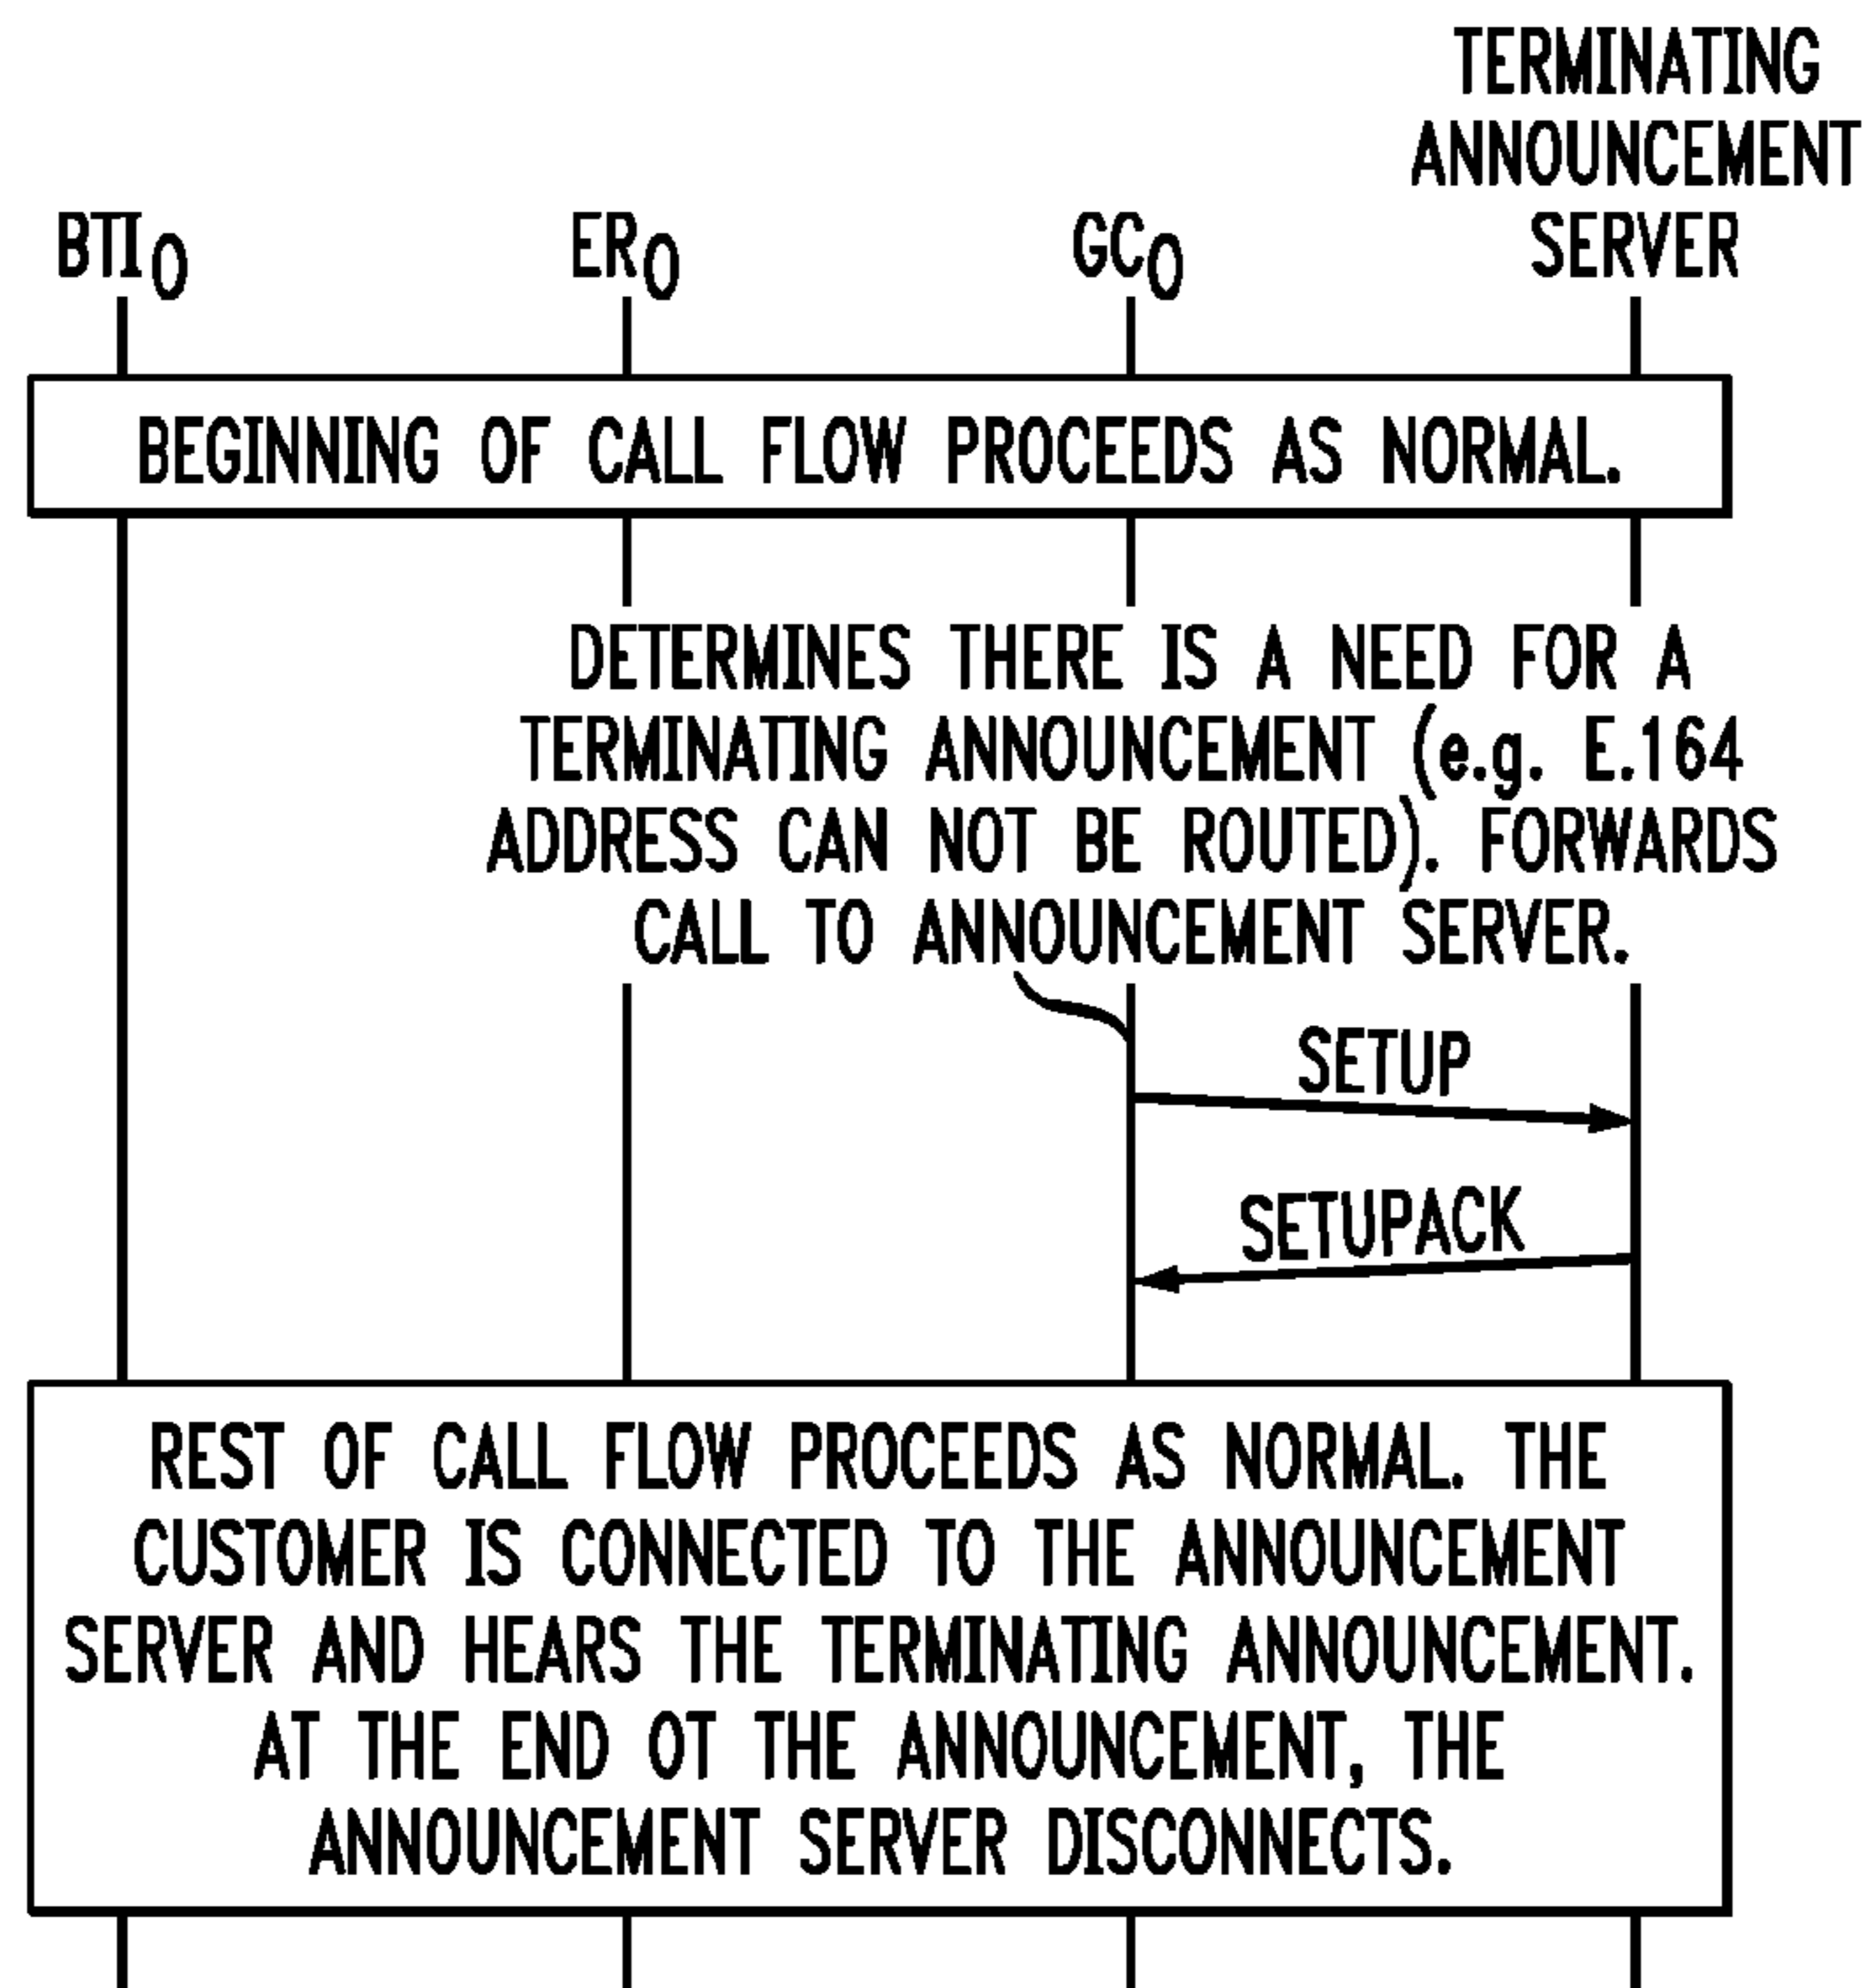 TERMINATING
ANNOUNCEMENT
SERVER
BTIO
ERO
GCO
BEGINNING OF CALL FLOW PROCEEDS AS NORMAL.
DETERMINES THERE IS A NEED FOR A
TERMINATING ANNOUNCEMENT (e.g. E.164
ADDRESS CAN NOT BE ROUTED). FORWARDS
CALL TO ANNOUNCEMENT SERVER.
SETUP
SETUPACK
REST OF CALL FLOW PROCEEDS AS NORMAL. THE
CUSTOMER IS CONNECTED TO THE ANNOUNCEMENT
SERVER AND HEARS THE TERMINATING ANNOUNCEMENT.
AT THE END OT THE ANNOUNCEMENT, THE
ANNOUNCEMENT SERVER DISCONNECTS.